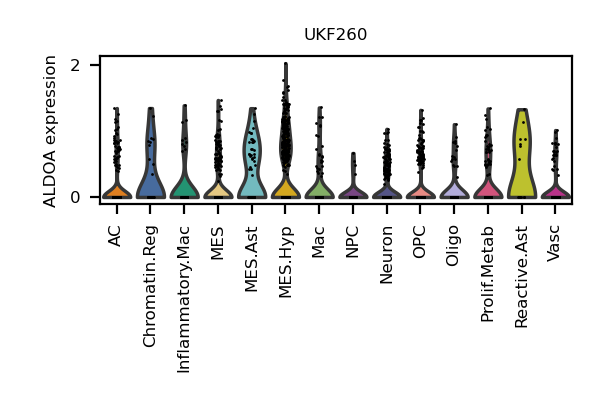 UKF260
ALDOA expression
2
0
AC
Chromatin.Reg
Inflammatory.Mac
MES
MES.Ast
MES.Hyp
Mac
NPC
Neuron
OPC
Oligo
Prolif.Metab
Reactive.Ast
Vasc